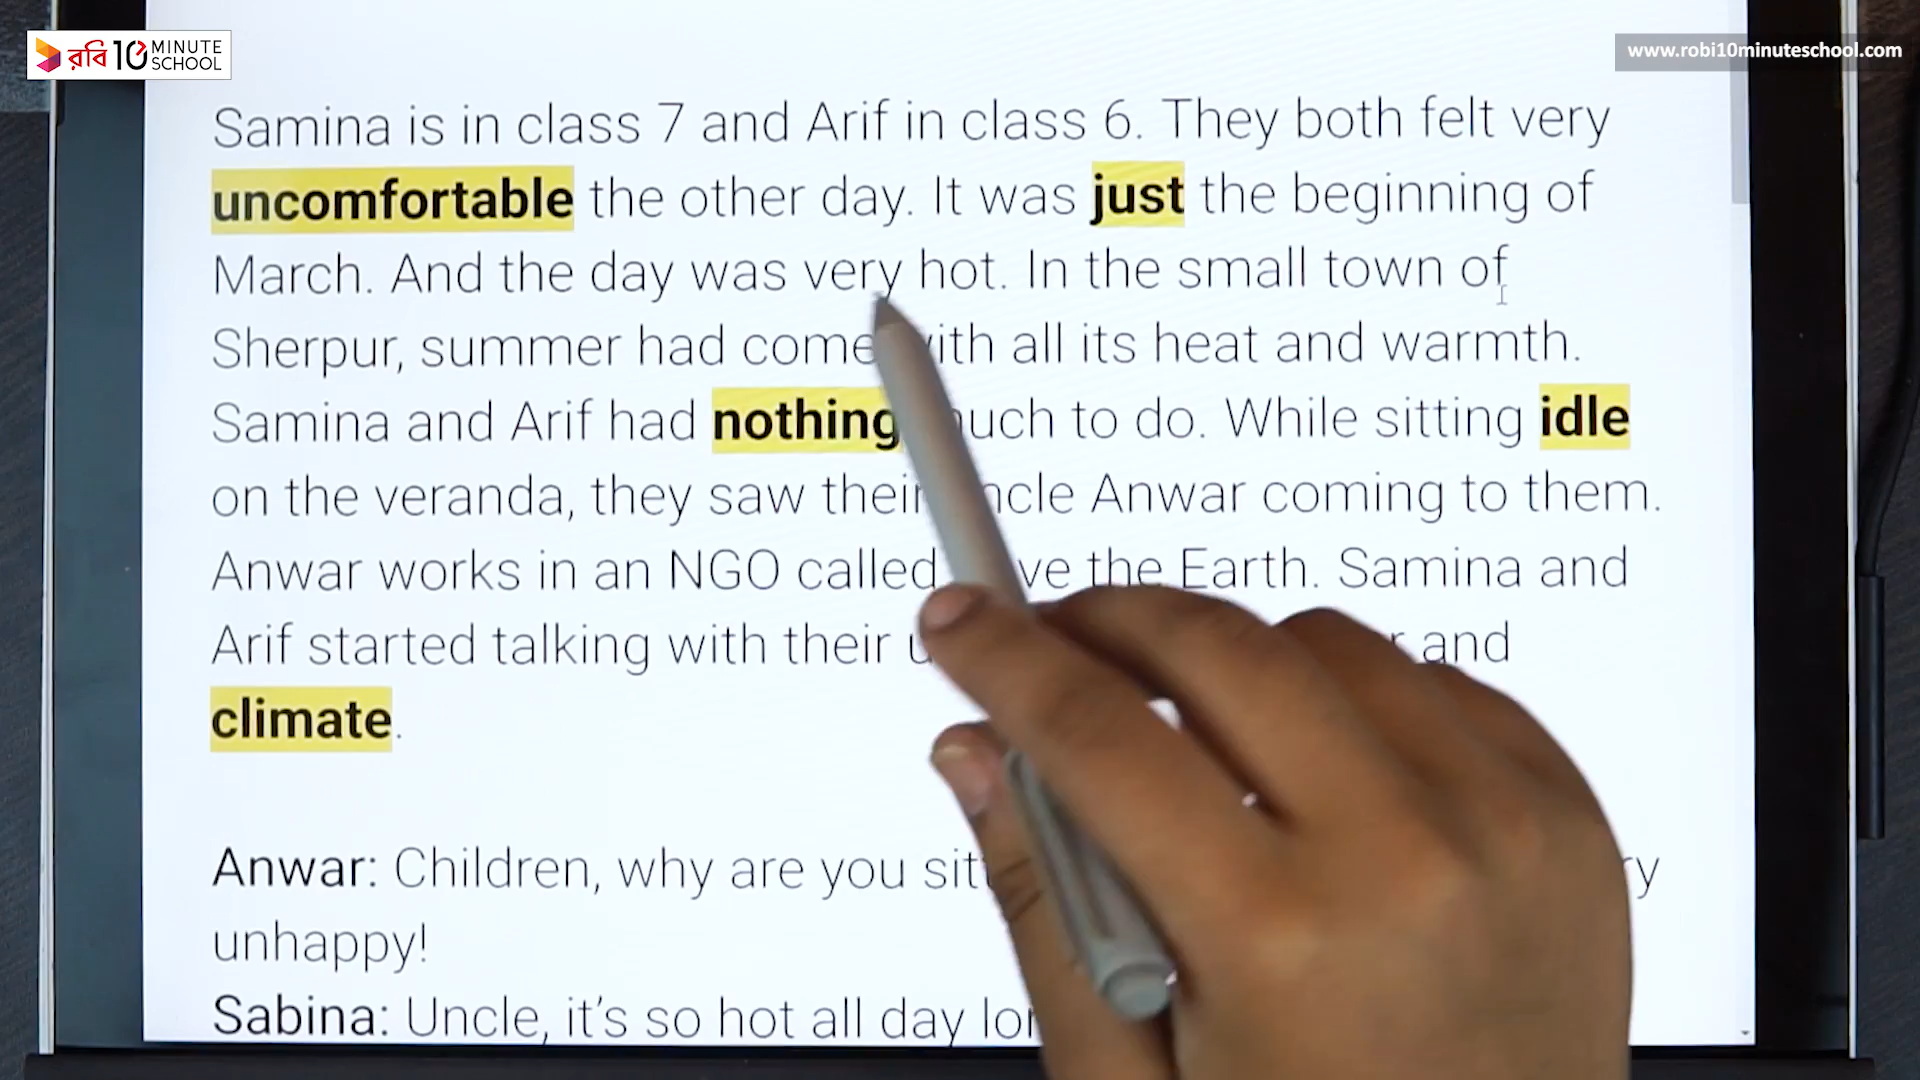 রবি 10 MINUTE SCHOOL
www.robi10minuteschool.com
Samina is in class 7 and Arif in class 6. They both felt very
uncomfortable the other day. It was just the beginning of
March. And the day was very hot. In the small town of
Sherpur, summer had come with all its heat and warmth.
Samina and Arif had nothing much to do. While sitting idle
on the veranda, they saw their uncle Anwar coming to them.
Anwar works in an NGO called the Earth. Samina and
Arif started talking with their and
climate.
Anwar: Children, why are you
unhappy!
Sabina: Uncle, it's so hot all day